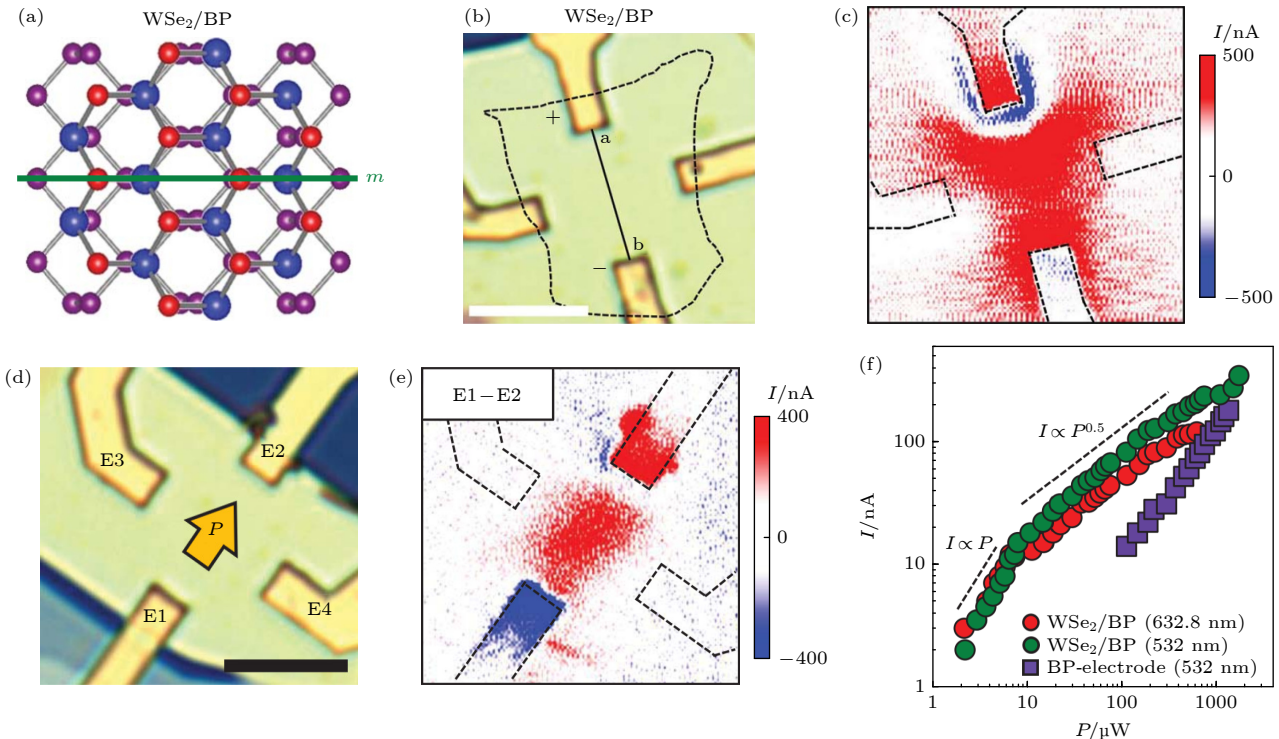 (a)
WSe₂/BP
m
(b)
WSe₂/BP
+
a
b
−
(c)
I/nA
500
0
−500
(d)
E3
E2
P
E1
E4
(e)
E1−E2
I/nA
400
0
−400
(f)
I/nA
100
10
1
I∝P^0.5
I∝P
WSe₂/BP (632.8 nm)
WSe₂/BP (532 nm)
BP-electrode (532 nm)
1 10 100 1000
P/μW